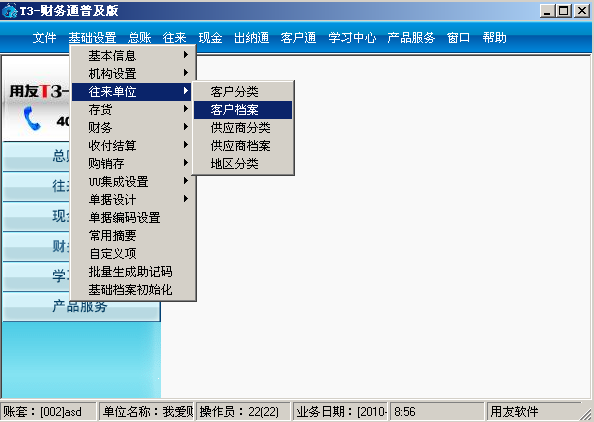 T3-财务通普及版
文件 基础设置 总账 往来 现金 出纳通 客户通 学习中心 产品服务 窗口 帮助
基本信息
机构设置
往来单位
存货
财务
收付结算
购销存
UU集成设置
单据设计
单据编码设置
常用摘要
自定义项
批量生成助记码
基础档案初始化
客户分类
客户档案
供应商分类
供应商档案
地区分类
用友T3-
40
总
往来
现金
财务
学习
产品服务
账套：[002]asd 单位名称：我爱财 操作员：22(22) 业务日期：[2010- 8:56 用友软件